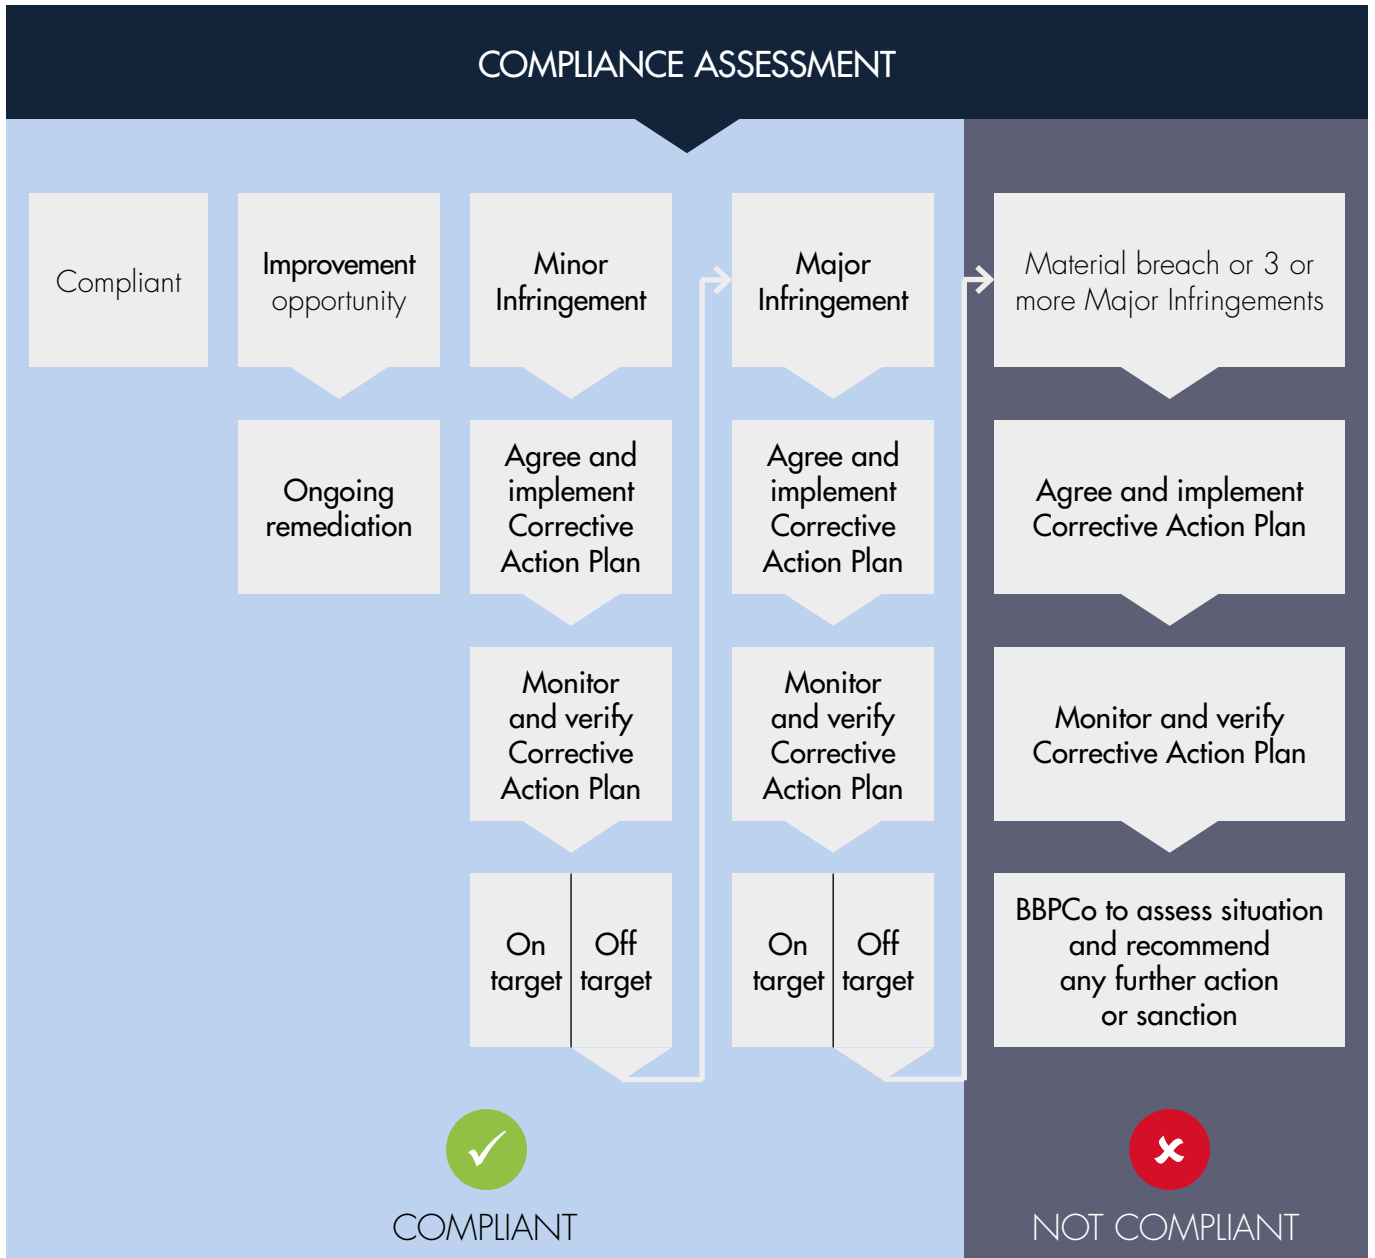 COMPLIANCE ASSESSMENT
Compliant
Improvement
opportunity
Ongoing
remediation
Minor
Infringement
Agree and
implement
Corrective
Action Plan
Monitor
and verify
Corrective
Action Plan
On
target
Off
target
Major
Infringement
Agree and
implement
Corrective
Action Plan
Monitor
and verify
Corrective
Action Plan
On
target
Off
target
Material breach or 3 or
more Major Infringements
Agree and implement
Corrective Action Plan
Monitor and verify
Corrective Action Plan
BBPCo to assess situation
and recommend
any further action
or sanction
COMPLIANT
NOT COMPLIANT